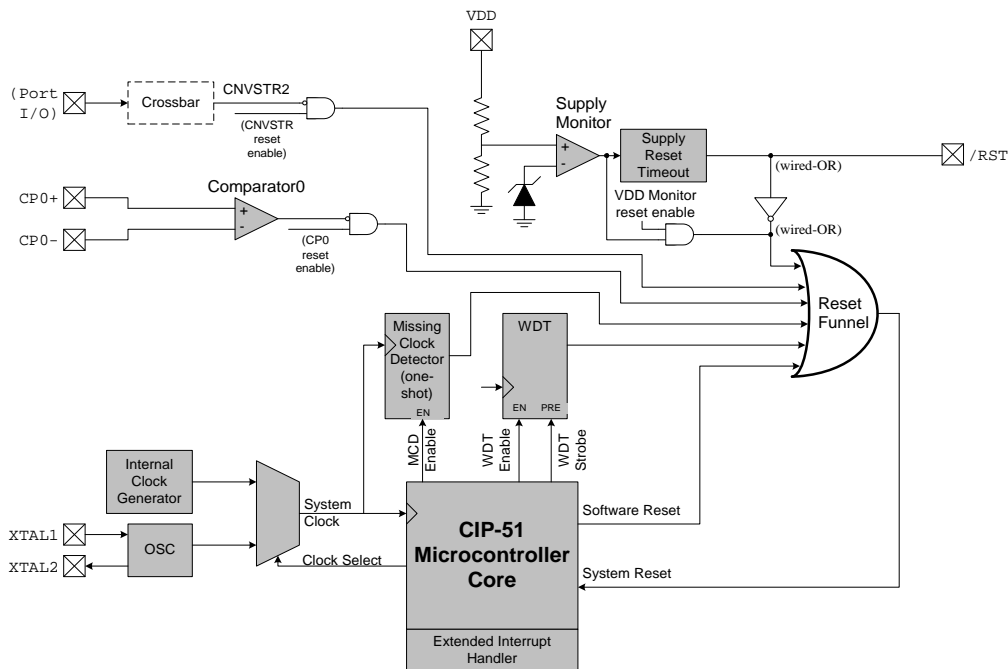 VDD
(Port
I/O)
Crossbar
CNVSTR2
(CNVSTR
reset
enable)
Supply
Monitor
+
-
Supply
Reset
Timeout
(wired-OR)
/RST
VDD Monitor
reset enable
(wired-OR)
CP0+
CP0-
Comparator0
+
-
(CP0
reset
enable)
Reset
Funnel
Missing
Clock
Detector
(one-
shot)
EN
WDT
EN
PRE
MCD
Enable
WDT
Enable
WDT
Strobe
Internal
Clock
Generator
System
Clock
XTAL1
XTAL2
OSC
Clock Select
CIP-51
Microcontroller
Core
Software Reset
System Reset
Extended Interrupt
Handler